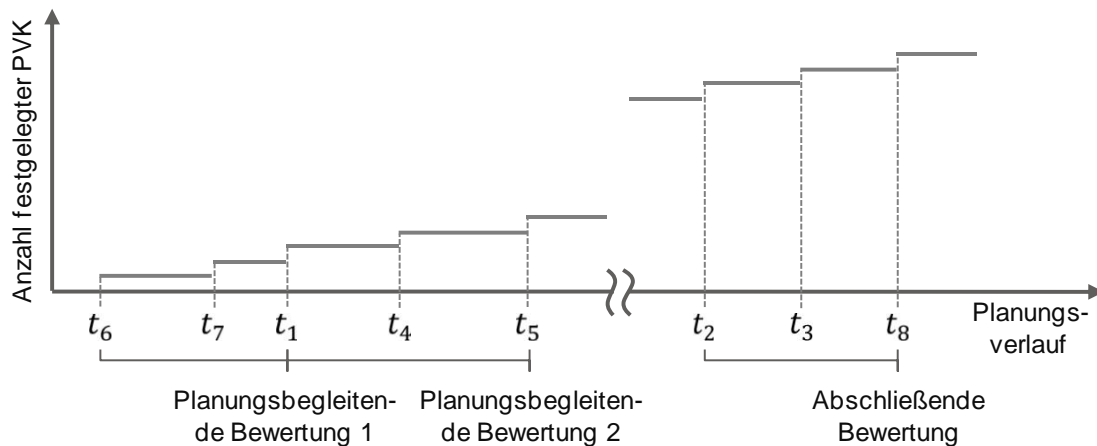 Anzahl festgelegter PVK
t₆
t₇
t₁
t₄
t₅
t₂
t₃
t₈
Planungs-
verlauf
Planungsbegleiten-
de Bewertung 1
Planungsbegleiten-
de Bewertung 2
Abschließende
Bewertung